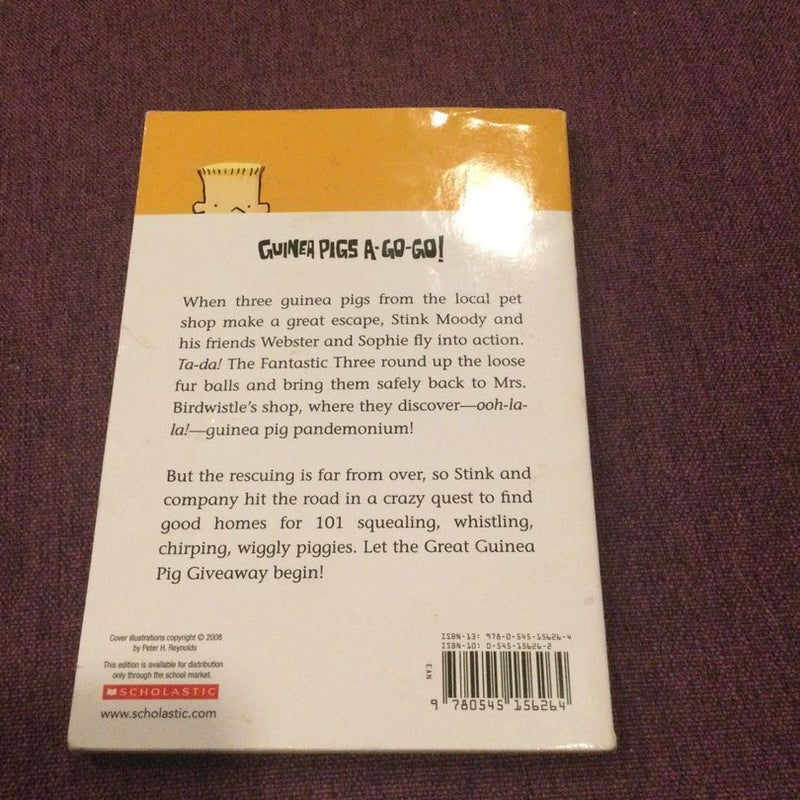 GUINEA PIGS A-GO-GO!
When three guinea pigs from the local pet
shop make a great escape, Stink Moody and
his friends Webster and Sophie fly into action.
Ta-da! The Fantastic Three round up the loose
fur balls and bring them safely back to Mrs.
Birdwistle's shop, where they discover—ooh-la-
la!—guinea pig pandemonium!
But the rescuing is far from over, so Stink and
company hit the road in a crazy quest to find
good homes for 101 squealing, whistling,
chirping, wiggly piggies. Let the Great Guinea
Pig Giveaway begin!
Cover illustrations copyright © 2008
by Peter H. Reynolds
This edition is available for distribution
only through the school market.
SCHOLASTIC
www.scholastic.com
ISBN-13: 978-0-545-15626-4
ISBN-10: 0-545-15626-2
EAN
9 780545 156264